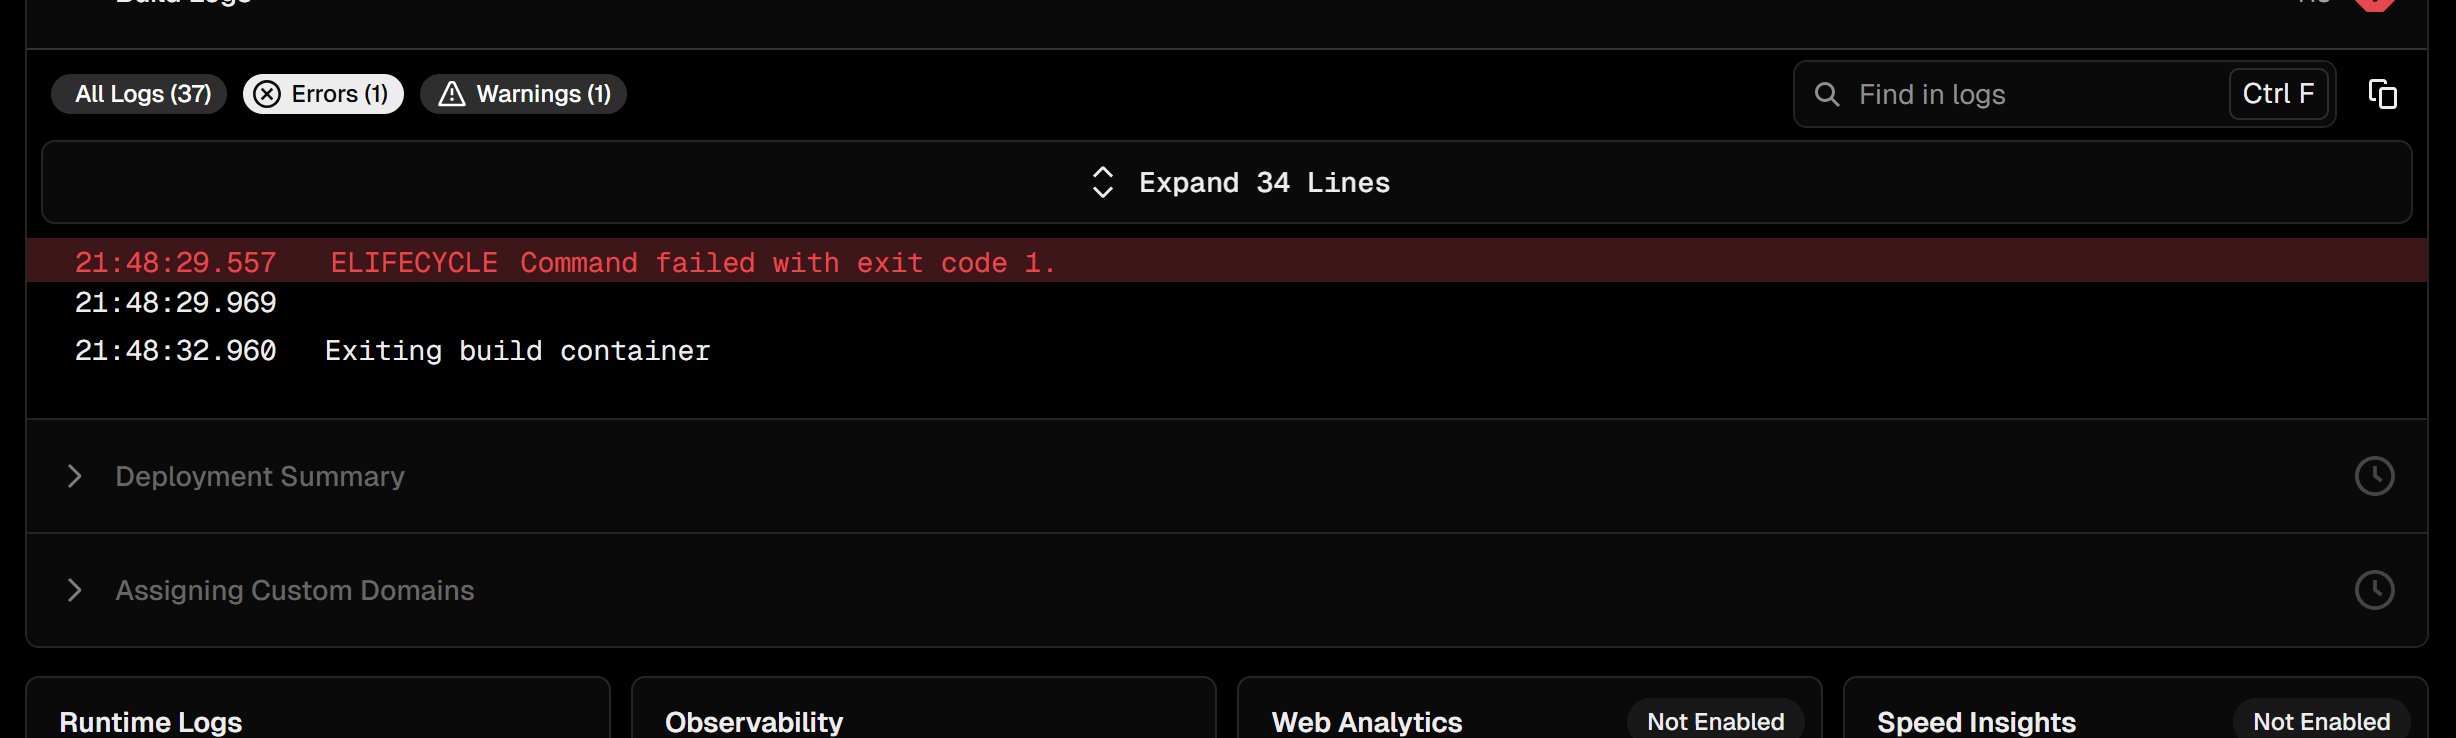 Build Logs
All Logs (37)
Errors (1)
Warnings (1)
Find in logs
Ctrl F
Expand 34 Lines
21:48:29.557 ELIFECYCLE Command failed with exit code 1.
21:48:29.969
21:48:32.960 Exiting build container
Deployment Summary
Assigning Custom Domains
Runtime Logs
Observability
Web Analytics
Not Enabled
Speed Insights
Not Enabled